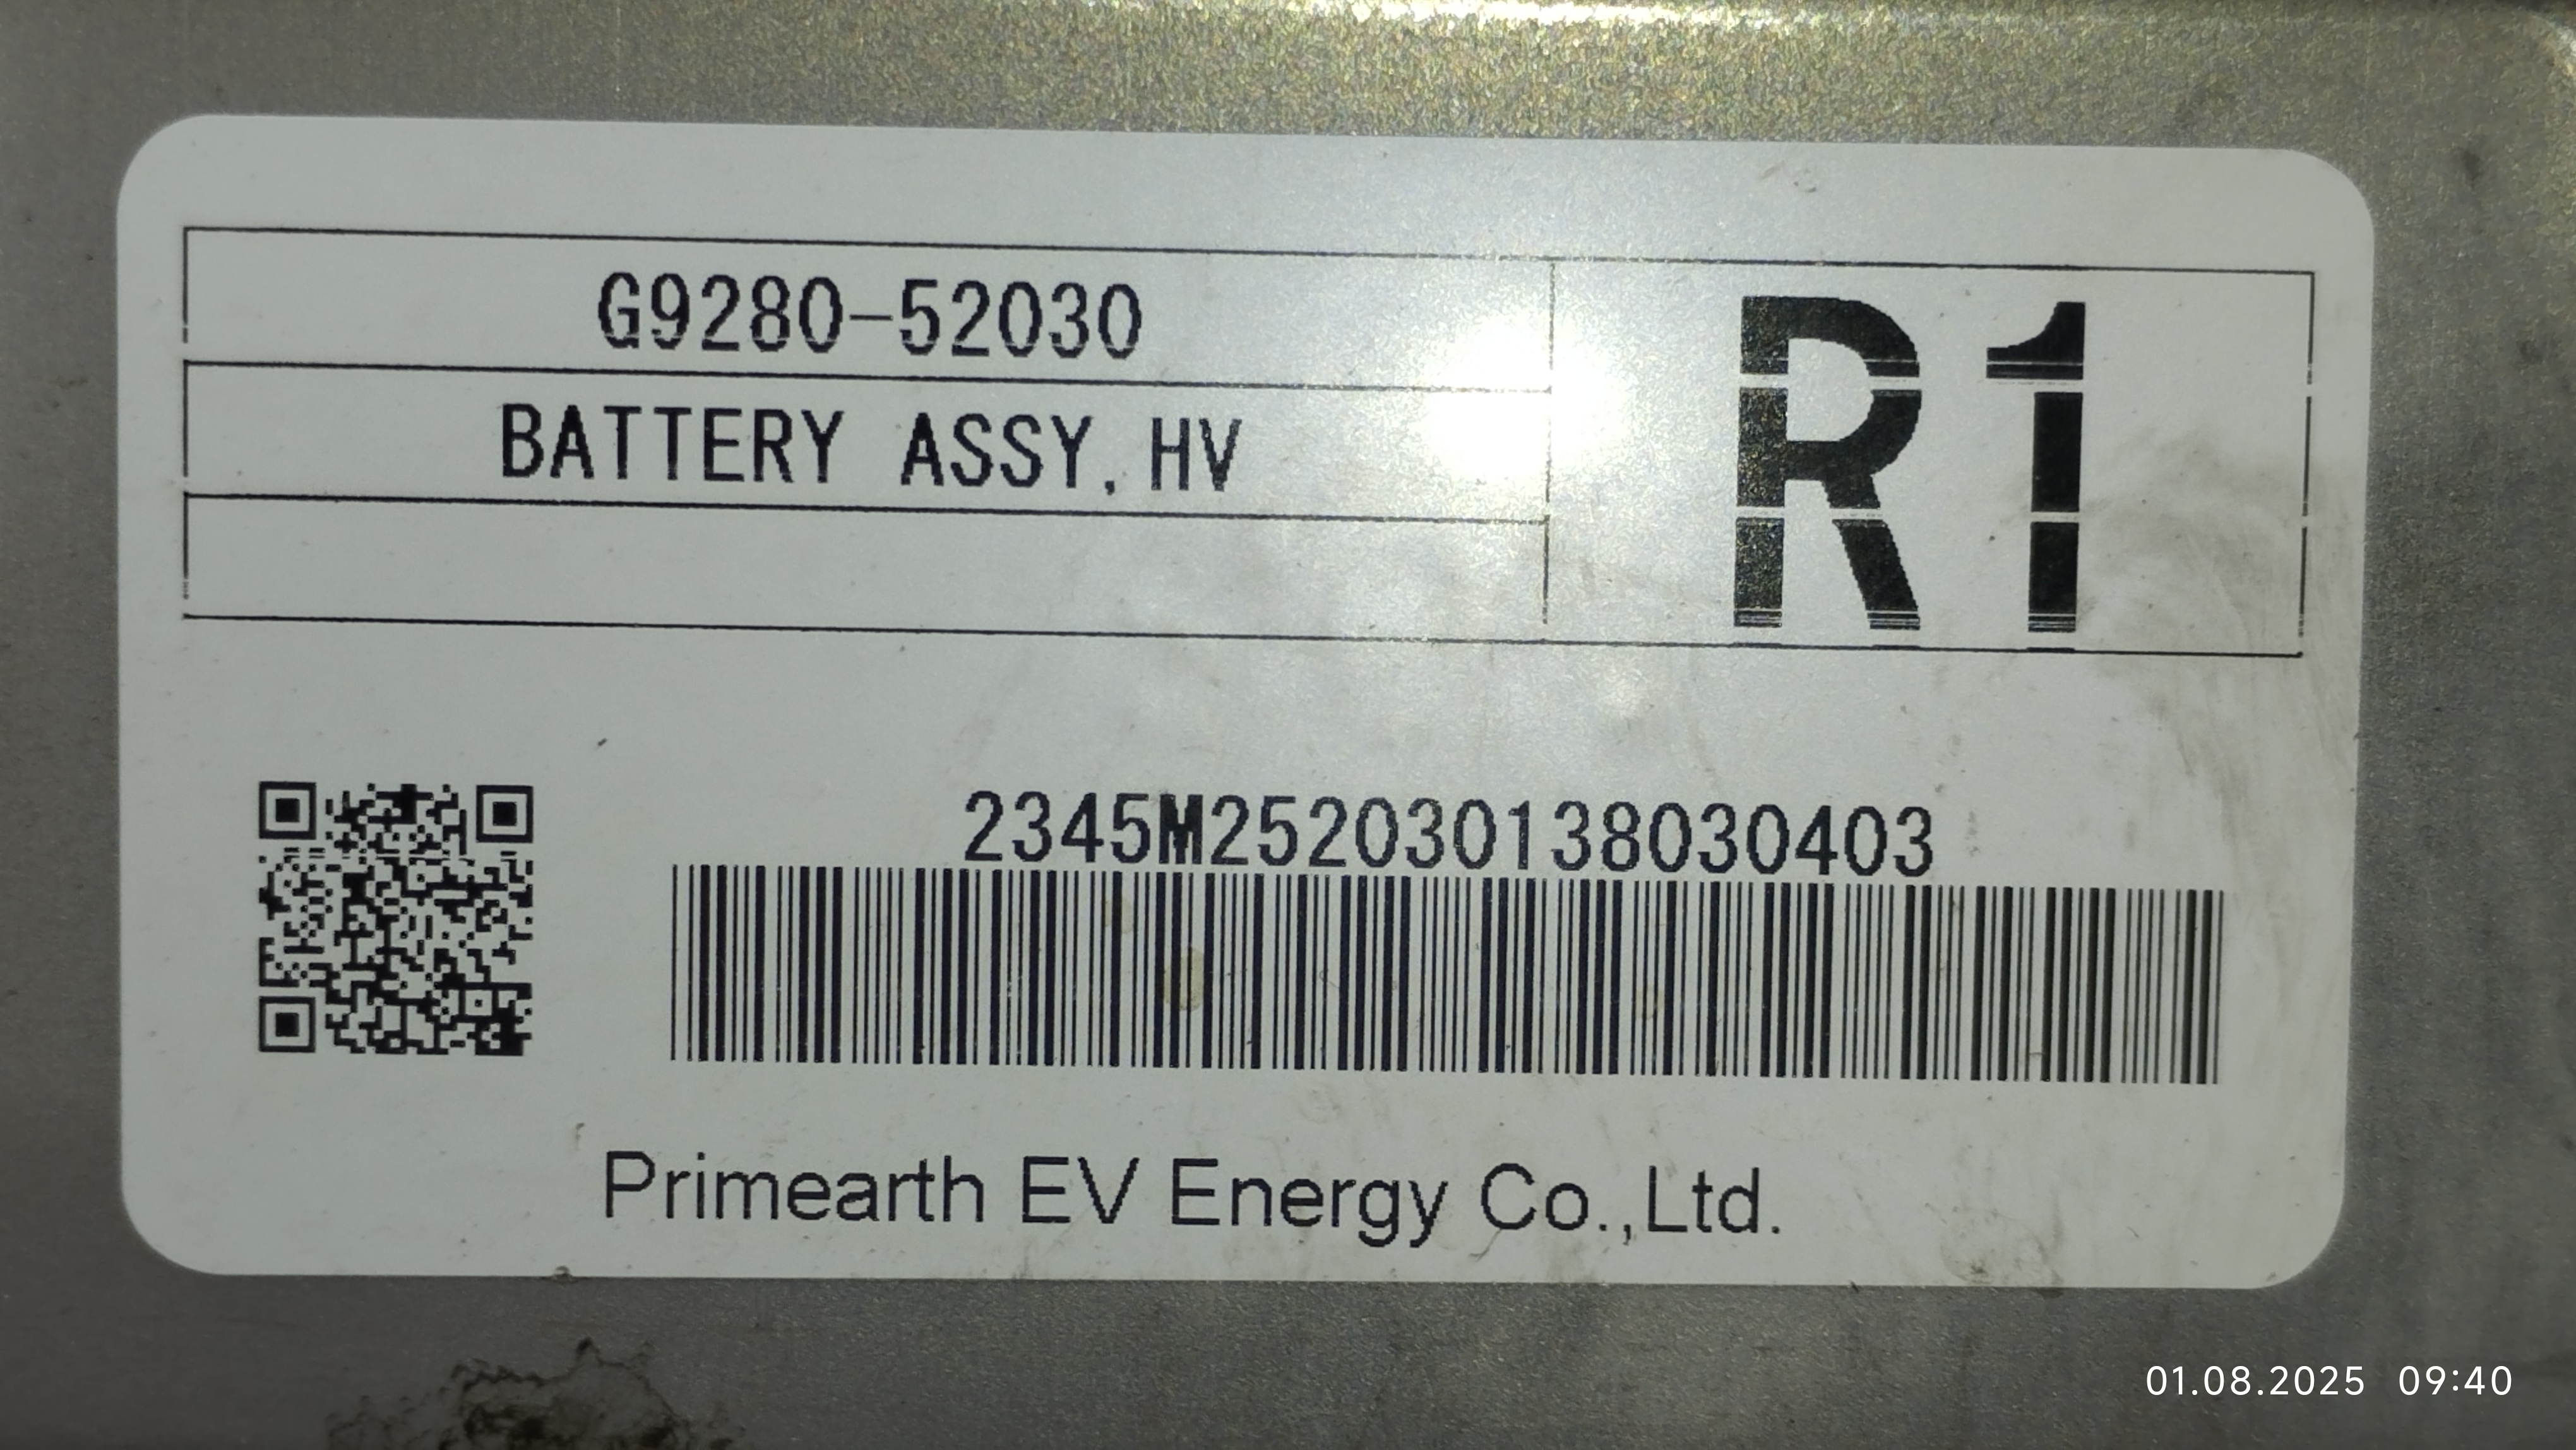 G9280-52030
BATTERY ASSY,HV
R1
2345M252030138030403
Primearth EV Energy Co.,Ltd.
01.08.2025 09:40